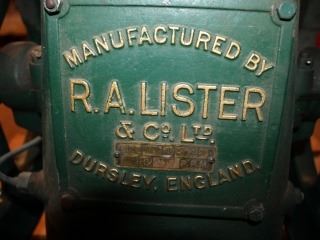 MANUFACTURED BY
R.A. LISTER
& Co. LTD.
DURSLEY, ENGLAND.